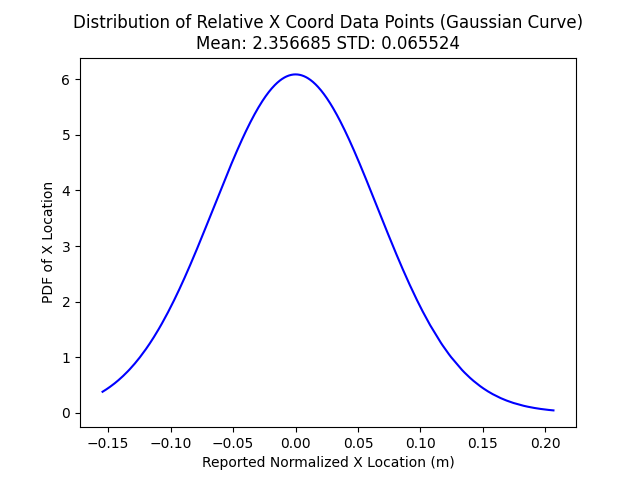 Distribution of Relative X Coord Data Points (Gaussian Curve)
Mean: 2.356685 STD: 0.065524
6
5
4
3
2
1
0
PDF of X Location
−0.15 −0.10 −0.05 0.00 0.05 0.10 0.15 0.20
Reported Normalized X Location (m)